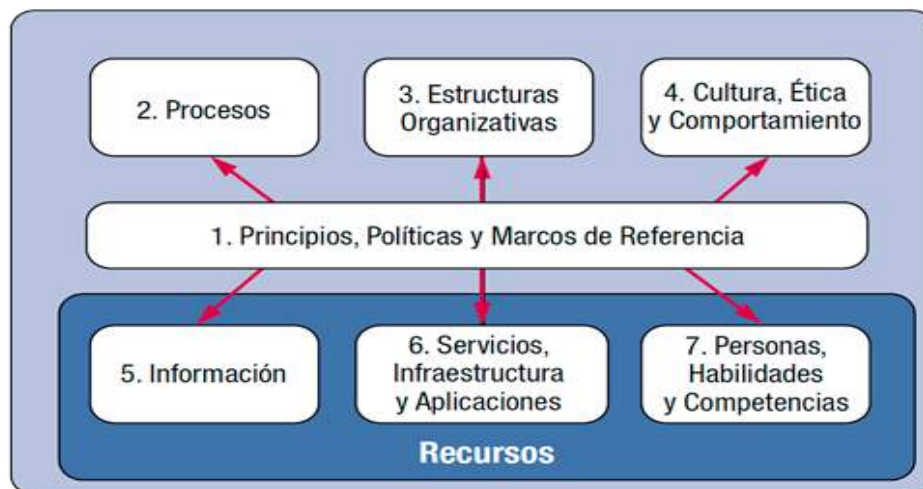 2. Procesos
3. Estructuras
Organizativas
4. Cultura, Ética
y Comportamiento
1. Principios, Políticas y Marcos de Referencia
5. Información
6. Servicios,
Infraestructura
y Aplicaciones
7. Personas,
Habilidades
y Competencias
Recursos